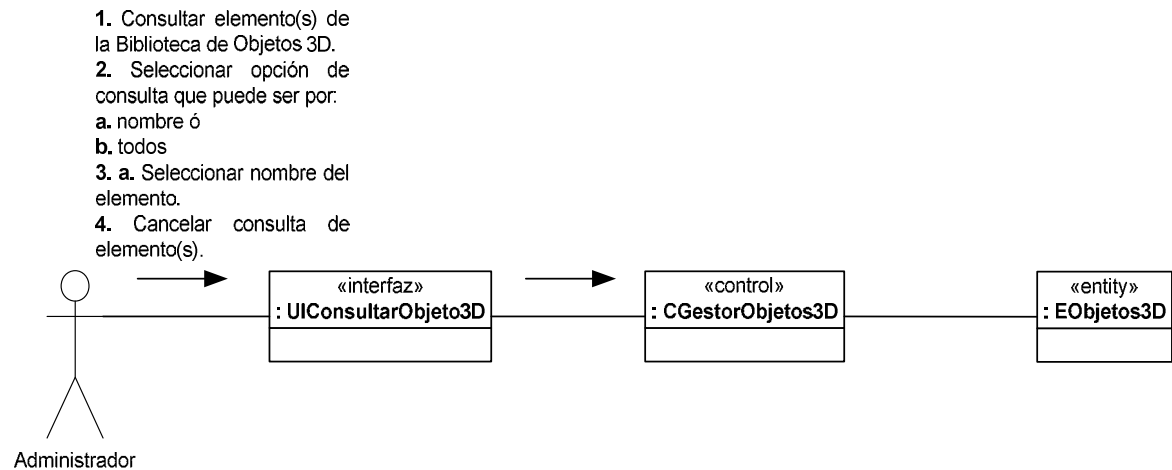 1. Consultar elemento(s) de
la Biblioteca de Objetos 3D.
2. Seleccionar opción de
consulta que puede ser por:
a. nombre ó
b. todos
3. a. Seleccionar nombre del
elemento.
4. Cancelar consulta de
elemento(s).
«interfaz»
: UIConsultarObjeto3D
«control»
: CGestorObjetos3D
«entity»
: EObjetos3D
Administrador